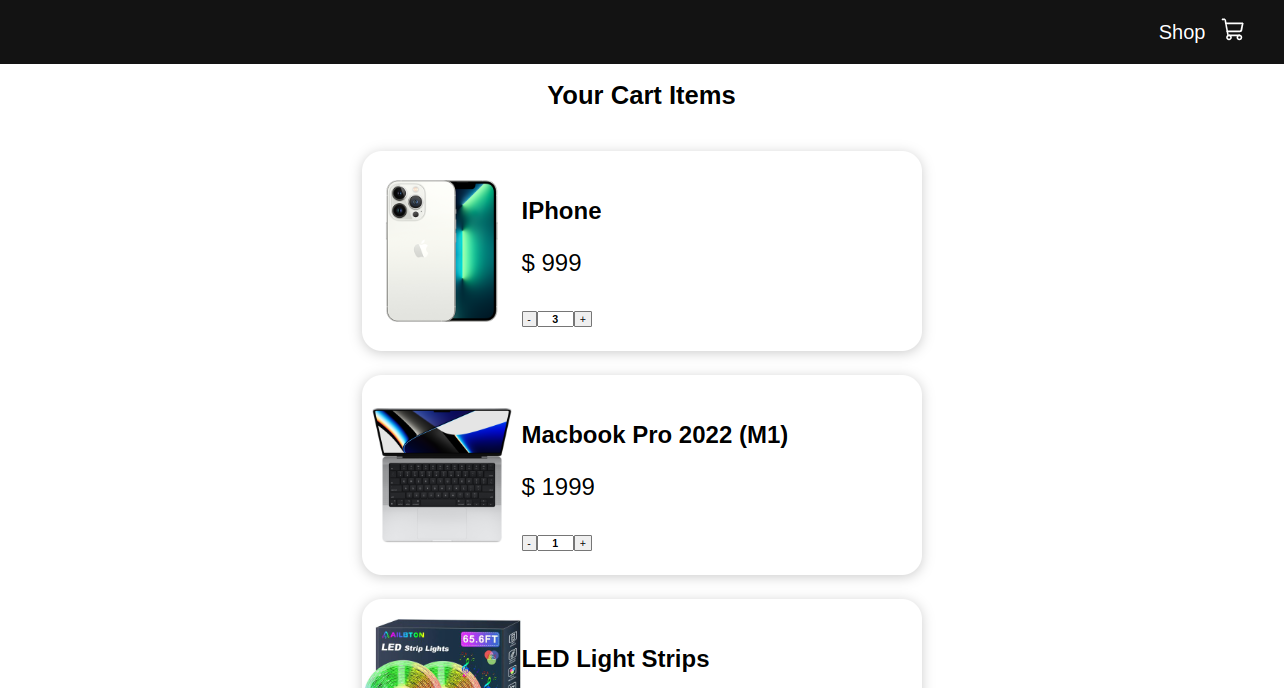 Shop
Your Cart Items
IPhone
$ 999
- 3 +
Macbook Pro 2022 (M1)
$ 1999
- 1 +
AILBTON
65.6FT
LED Strip Lights
LED Light Strips